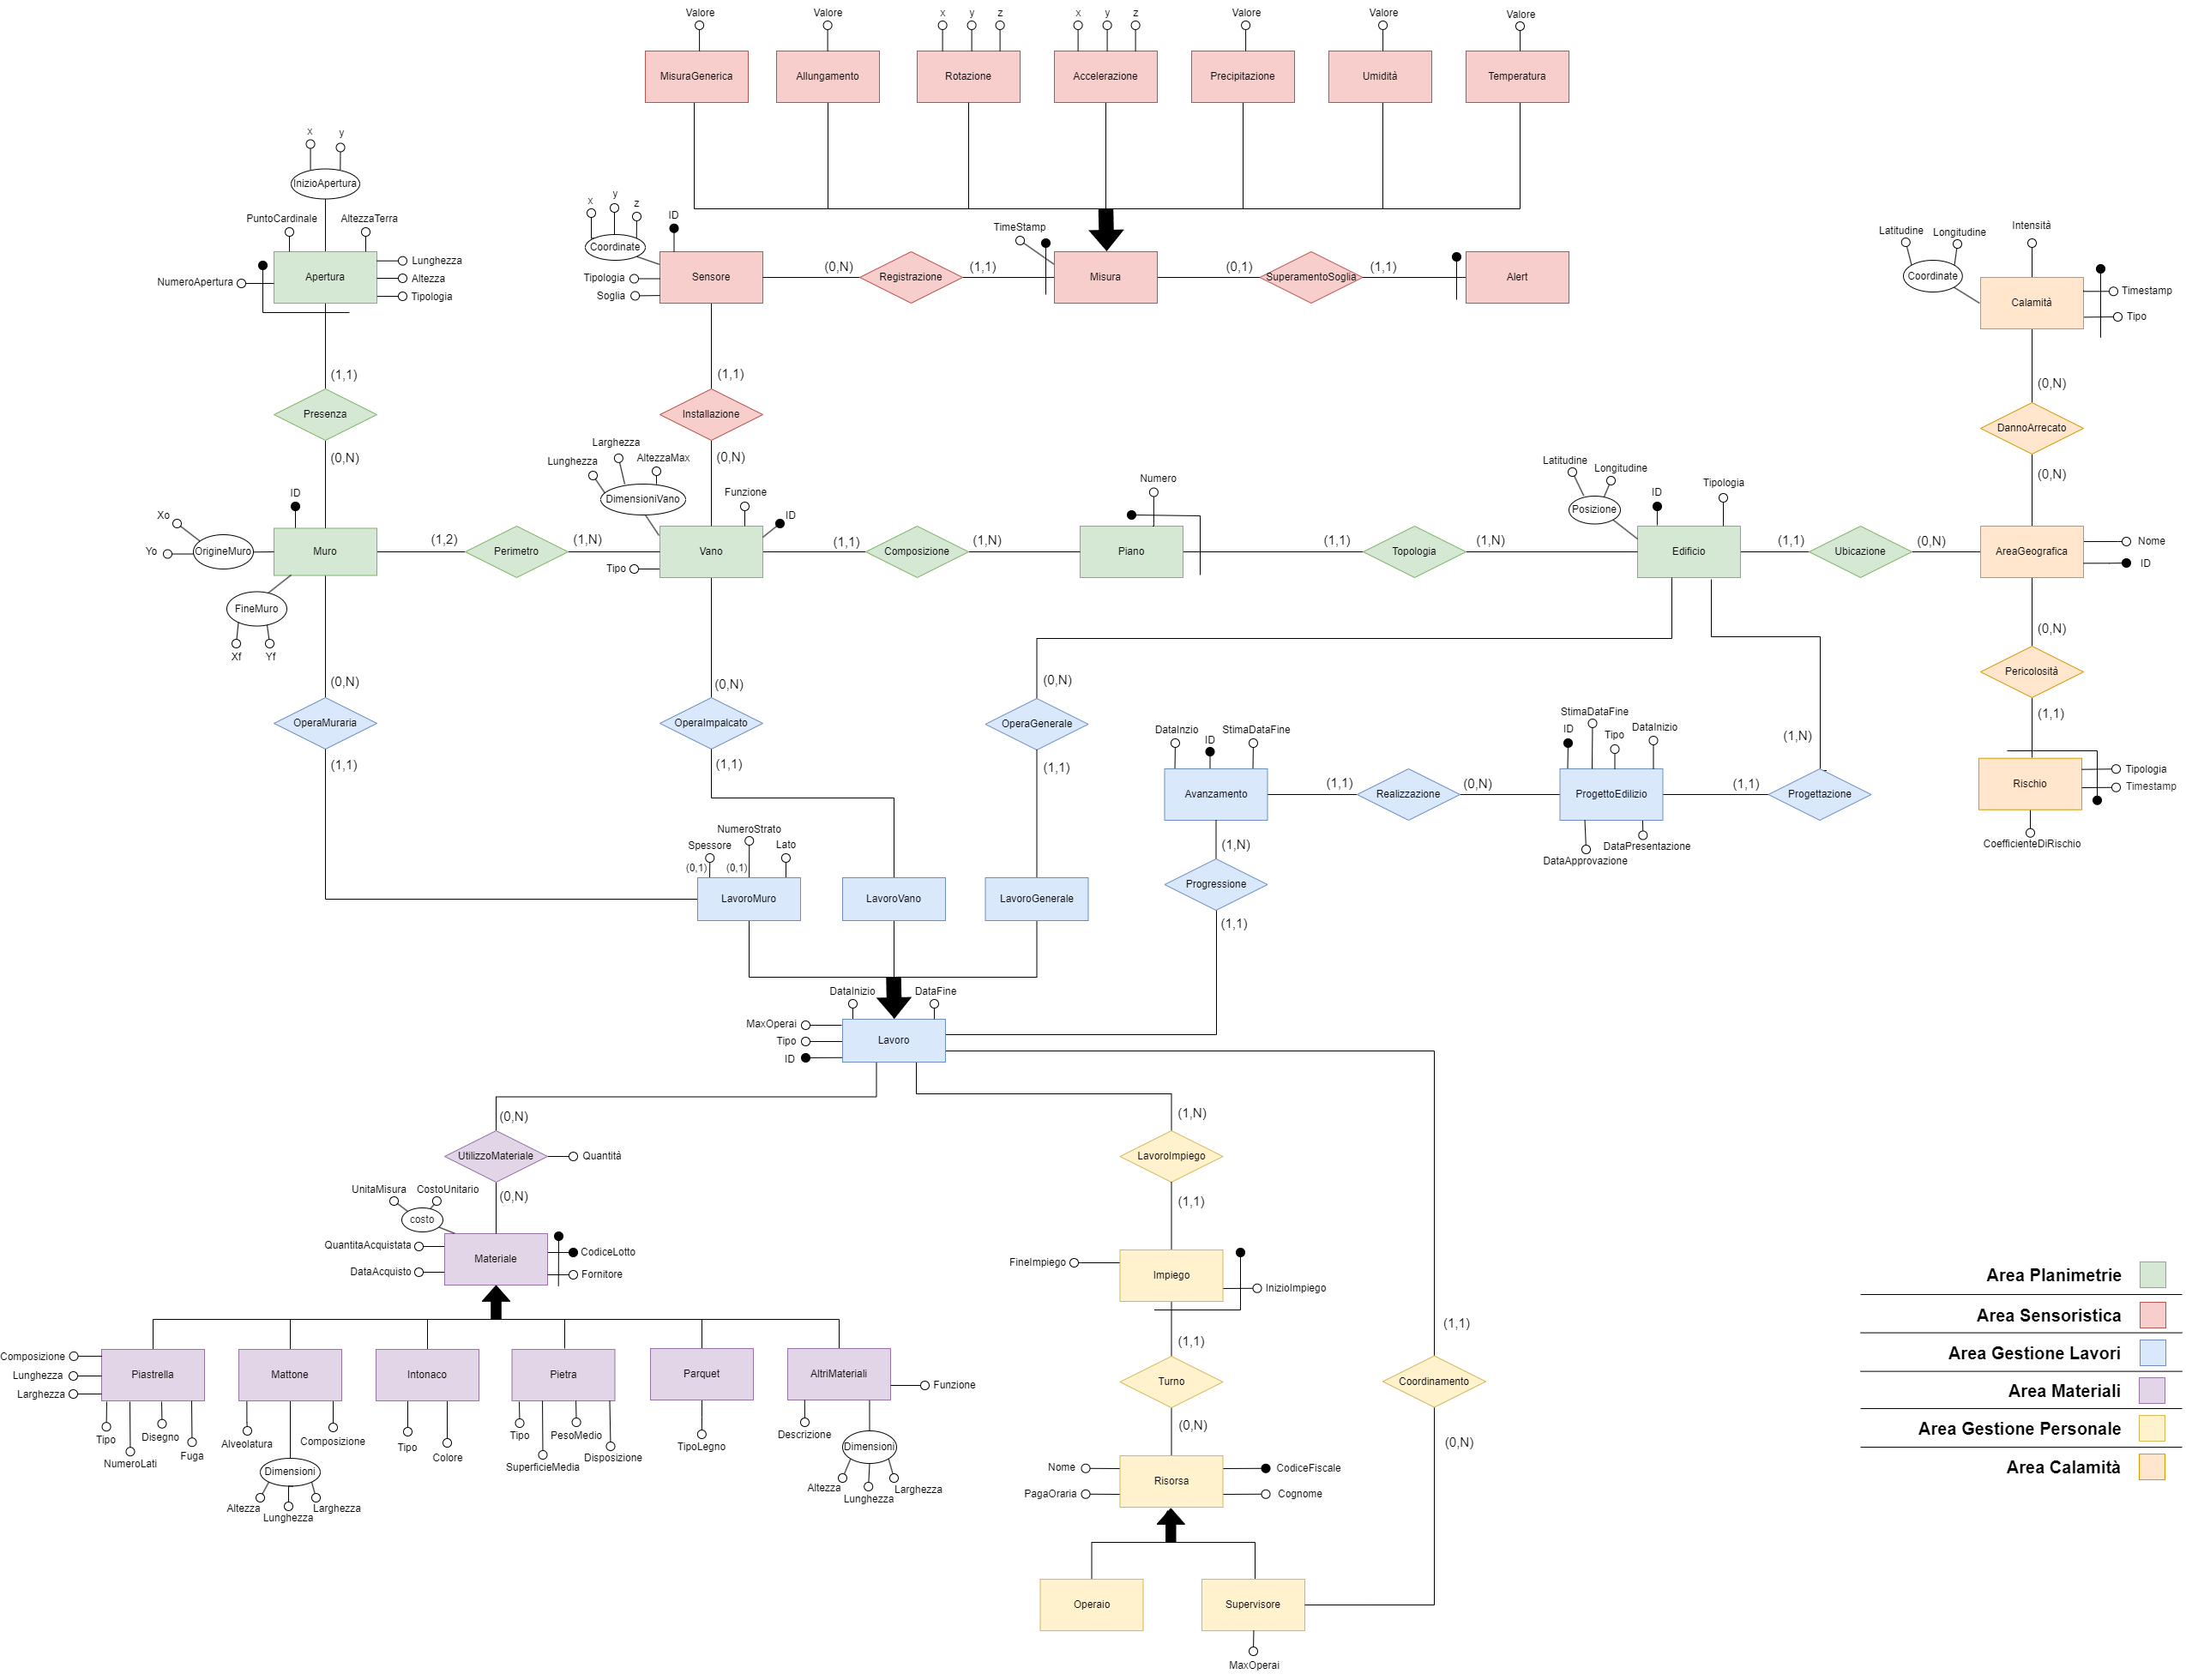 Valore
Valore
x y z
x y z
Valore
Valore
Valore
MisuraGenerica
Allungamento
Rotazione
Accelerazione
Precipitazione
Umidità
Temperatura
x y
InizioApertura
PuntoCardinale
AltezzaTerra
Lunghezza
Altezza
Tipologia
NumeroApertura
Apertura
x y z
ID
Coordinate
Tipologia
Soglia
Sensore
(0,N)
Registrazione
(1,1)
TimeStamp
Misura
(0,1)
SuperamentoSoglia
(1,1)
Alert
Intensità
Latitudine
Longitudine
Coordinate
Calamità
Timestamp
Tipo
(1,1)
Presenza
(0,N)
(1,1)
Installazione
(0,N)
(0,N)
DannoArrecato
(0,N)
ID
Xo
Yo
OrigineMuro
Muro
FineMuro
Xf
Yf
(1,2)
Perimetro
(1,N)
Larghezza
Lunghezza
AltezzaMax
DimensioniVano
Funzione
ID
Tipo
Vano
(1,1)
Composizione
(1,N)
Numero
Piano
(1,1)
Topologia
(1,N)
Latitudine
Longitudine
Posizione
ID
Tipologia
Edificio
(1,1)
Ubicazione
(0,N)
AreaGeografica
Nome
ID
(0,N)
OperaMuraria
(1,1)
(0,N)
OperaImpalcato
(1,1)
(0,N)
OperaGenerale
(1,1)
DataInzio
ID
StimaDataFine
Avanzamento
(1,1)
Realizzazione
(0,N)
StimaDataFine
ID
Tipo
DataInizio
ProgettoEdilizio
DataPresentazione
DataApprovazione
(1,1)
(1,N)
Progettazione
(0,N)
Pericolosità
(1,1)
Rischio
Tipologia
Timestamp
CoefficienteDiRischio
(1,N)
Progressione
(1,1)
NumeroStrato
Spessore
Lato
(0,1)
(0,1)
LavoroMuro
LavoroVano
LavoroGenerale
DataInizio
DataFine
MaxOperai
Tipo
ID
Lavoro
(0,N)
UtilizzoMateriale
Quantità
(0,N)
UnitaMisura
CostoUnitario
costo
QuantitaAcquistata
DataAcquisto
Materiale
CodiceLotto
Fornitore
(1,N)
LavoroImpiego
(1,1)
FineImpiego
Impiego
InizioImpiego
(1,1)
Turno
(0,N)
(1,1)
Coordinamento
(0,N)
Composizione
Lunghezza
Larghezza
Piastrella
Tipo
NumeroLati
Disegno
Fuga
Mattone
Alveolatura
Composizione
Dimensioni
Altezza
Lunghezza
Larghezza
Intonaco
Tipo
Colore
Pietra
Tipo
PesoMedio
SuperficieMedia
Disposizione
Parquet
TipoLegno
AltriMateriali
Funzione
Descrizione
Dimensioni
Altezza
Lunghezza
Larghezza
Nome
PagaOraria
Risorsa
CodiceFiscale
Cognome
Operaio
Supervisore
MaxOperai
Area Planimetrie
Area Sensoristica
Area Gestione Lavori
Area Materiali
Area Gestione Personale
Area Calamità